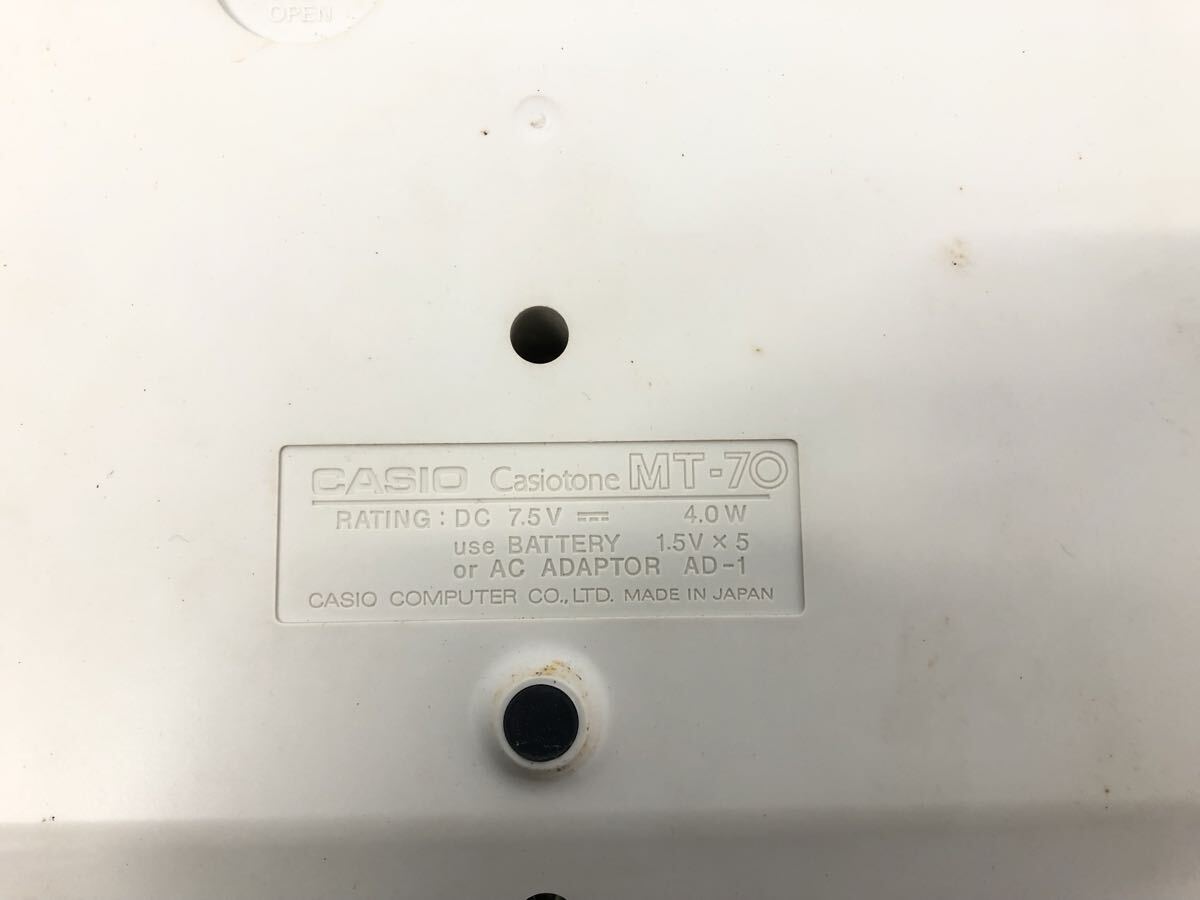 OPEN
CASIO Casiotone MT-70
RATING : DC 7.5V ⎓ 4.0W
use BATTERY 1.5V × 5
or AC ADAPTOR AD-1
CASIO COMPUTER CO., LTD. MADE IN JAPAN